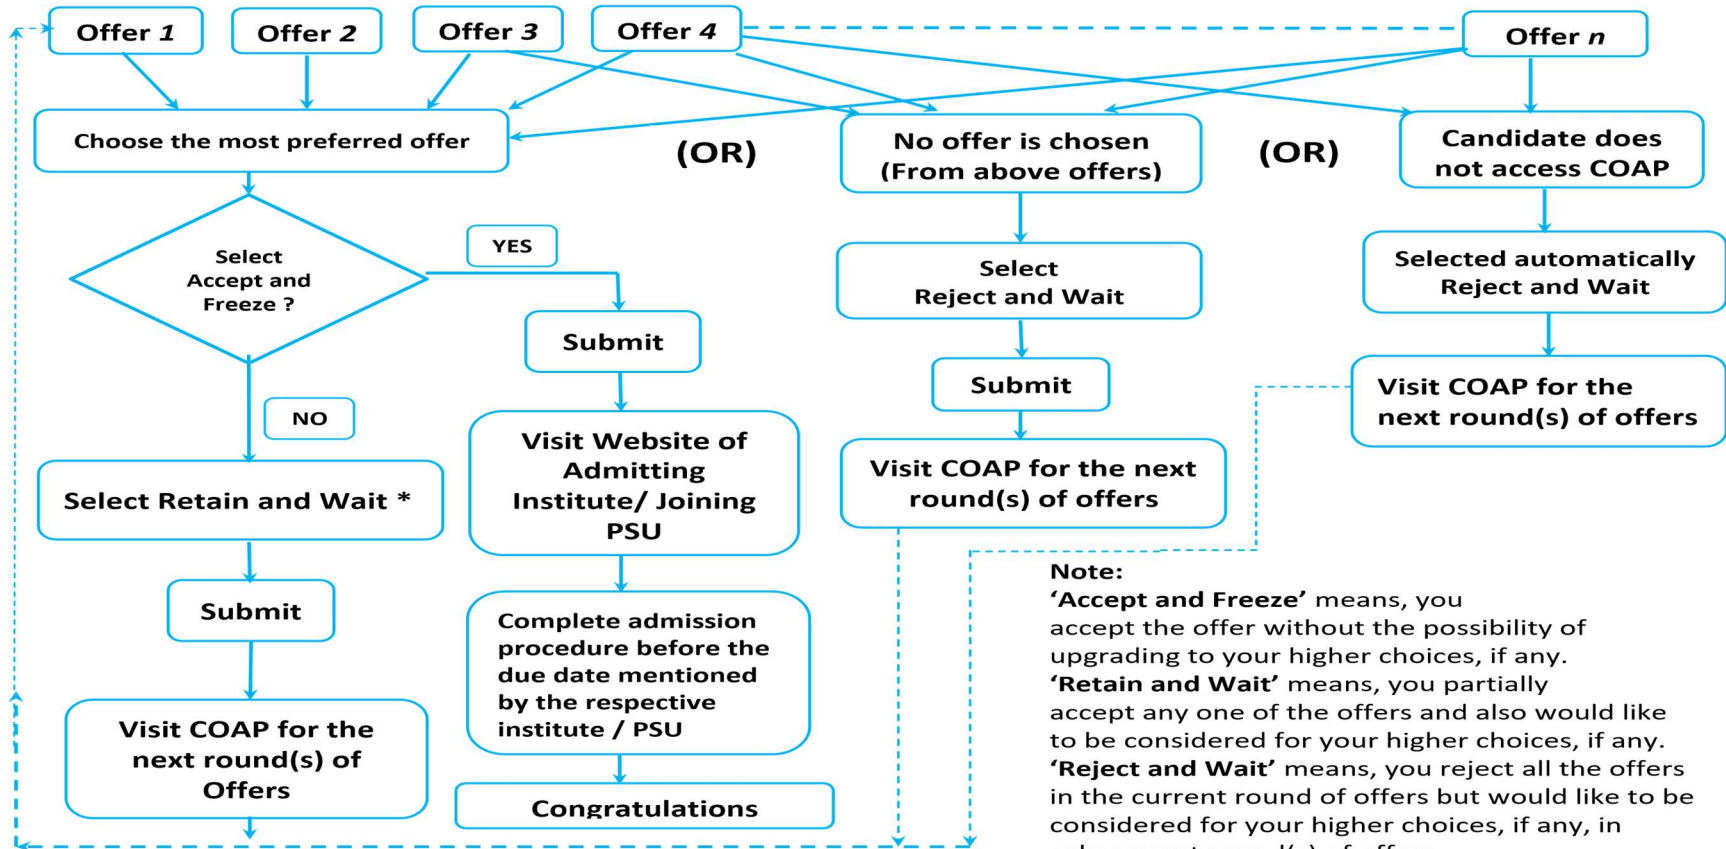 Offer 1
Offer 2
Offer 3
Offer 4
Offer n
Choose the most preferred offer
(OR)
No offer is chosen
(From above offers)
(OR)
Candidate does
not access COAP
Select
Accept and
Freeze ?
YES
Submit
Visit Website of
Admitting
Institute/ Joining
PSU
Complete admission
procedure before the
due date mentioned
by the respective
institute / PSU
Congratulations
NO
Select Retain and Wait *
Submit
Visit COAP for the
next round(s) of
Offers
Select
Reject and Wait
Submit
Visit COAP for the next
round(s) of offers
Selected automatically
Reject and Wait
Visit COAP for the
next round(s) of offers
Note:
‘Accept and Freeze’ means, you
accept the offer without the possibility of
upgrading to your higher choices, if any.
‘Retain and Wait’ means, you partially
accept any one of the offers and also would like
to be considered for your higher choices, if any.
‘Reject and Wait’ means, you reject all the offers
in the current round of offers but would like to be
considered for your higher choices, if any, in